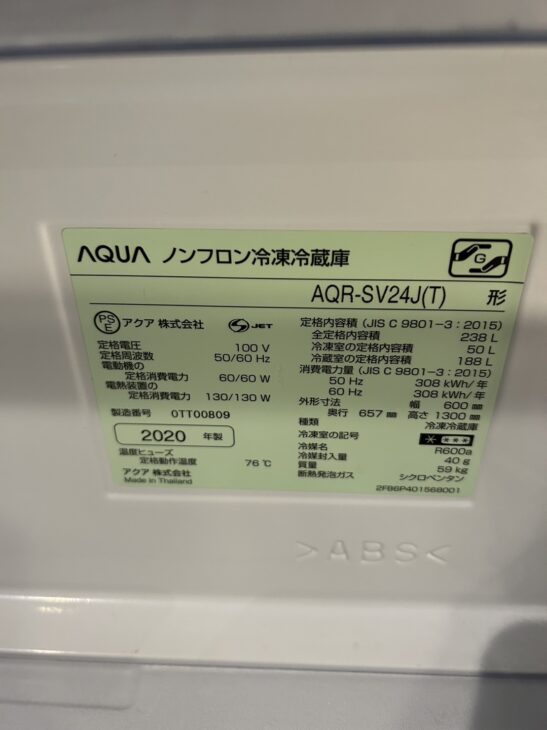 AQUA ノンフロン冷凍冷蔵庫
G
AQR-SV24J(T) 形
PSE アクア 株式会社 S JET
定格電圧 100 V
定格周波数 50/60 Hz
電動機の
定格消費電力 60/60 W
電熱装置の
定格消費電力 130/130 W
製造番号 0TT00809
2020 年製
温度ヒューズ
定格動作温度 76 ℃
アクア 株式会社
Made in Thailand
定格内容積 (JIS C 9801-3:2015)
全定格内容積 238 L
冷凍室の定格内容積 50 L
冷蔵室の定格内容積 188 L
消費電力量 (JIS C 9801-3:2015)
50 Hz 308 kWh/年
60 Hz 308 kWh/年
外形寸法 幅 600 mm
奥行 657 mm 高さ 1300 mm
種類 冷凍冷蔵庫
冷凍室の記号 * ***
冷媒名 R600a
冷媒封入量 40 g
質量 59 kg
断熱発泡ガス シクロペンタン
2FB6P401568001
>ABS<